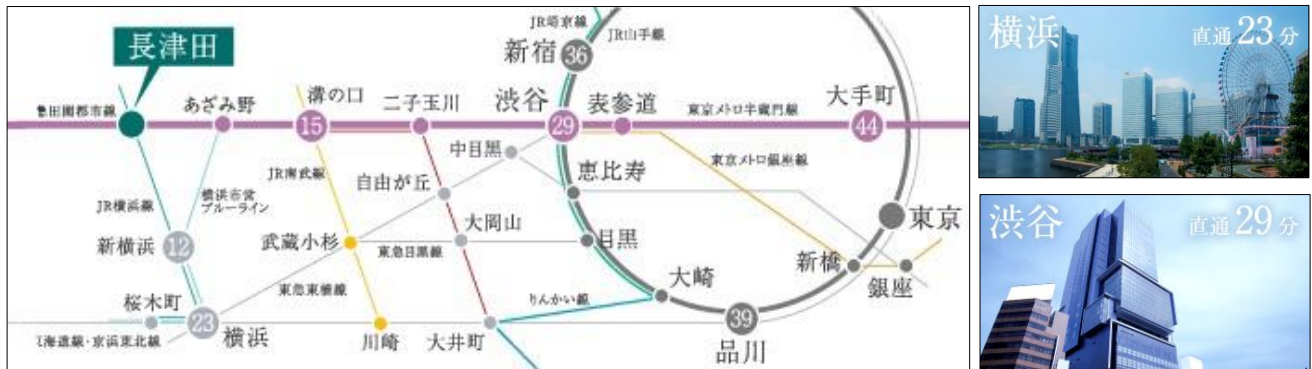 JR埼京線
JR山手線
長津田
新宿
36
田園都市線
あざみ野
溝の口
二子玉川
渋谷
表参道
東京メトロ半蔵門線
大手町
15
29
44
中目黒
東京メトロ銀座線
JR南武線
自由が丘
恵比寿
JR横浜線
横浜市営
ブルーライン
大岡山
東京
新横浜
12
武蔵小杉
東急目黒線
目黒
新橋
銀座
桜木町
東急東横線
りんかい線
大崎
23
横浜
39
海道線・京浜東北線
川崎
大井町
品川
横浜
直通23分
渋谷
直通29分